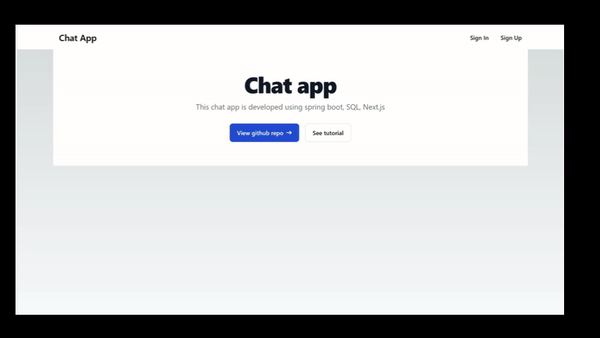 Chat App
Sign In
Sign Up
Chat app
This chat app is developed using spring boot, SQL, Next.js
View github repo →
See tutorial